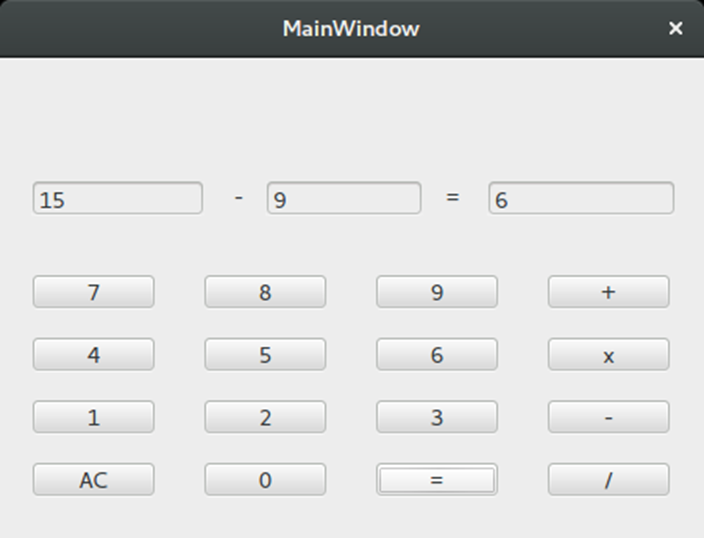 MainWindow ×
15 - 9 = 6
7 8 9 +
4 5 6 x
1 2 3 -
AC 0 = /